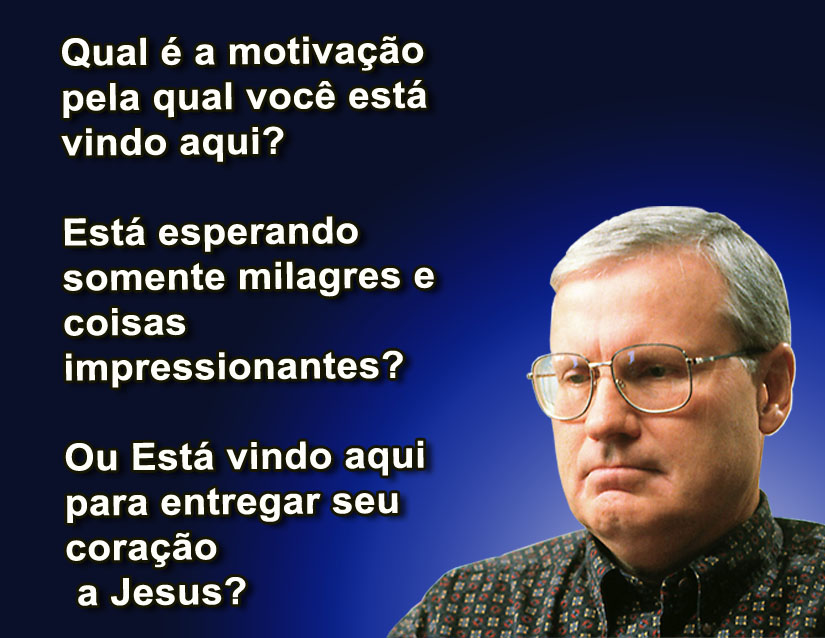 Qual é a motivação
pela qual você está
vindo aqui?
Está esperando
somente milagres e
coisas
impressionantes?
Ou Está vindo aqui
para entregar seu
coração
a Jesus?